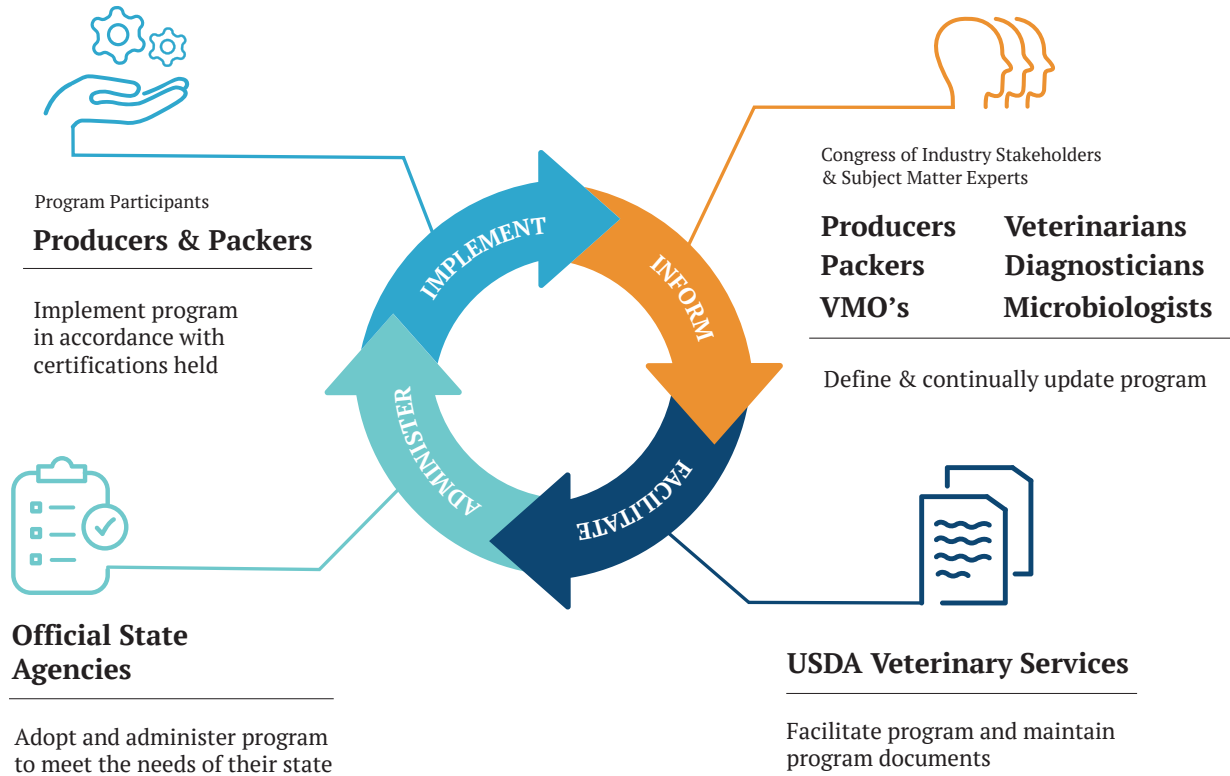 Program Participants
Producers & Packers
Implement program
in accordance with
certifications held
IMPLEMENT
INFORM
FACILITATE
ADMINISTER
Congress of Industry Stakeholders
& Subject Matter Experts
Producers Veterinarians
Packers Diagnosticians
VMO’s Microbiologists
Define & continually update program
Official State
Agencies
Adopt and administer program
to meet the needs of their state
USDA Veterinary Services
Facilitate program and maintain
program documents